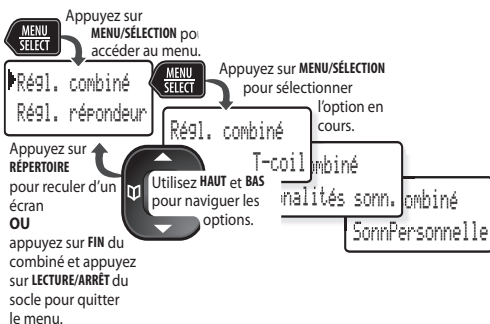 Appuyez sur
MENU/SÉLECTION
accéder au menu.
MENU
SELECT
Régl. combiné
Régl. répondeur
MENU
SELECT
Appuyez sur MENU/SÉLECTION
pour sélectionner
l'option en
cours.
Régl. combiné
T-coil
Appuyez sur
RÉPERTOIRE
pour reculer d'un
écran
OU
appuyez sur FIN du
combiné et appuyez
sur LECTURE/ARRÊT du
socle pour quitter
le menu.
Utilisez HAUT et BAS
pour naviguer les
options.
mbiné
nalités sonn.
ombiné
SonnPersonnelle